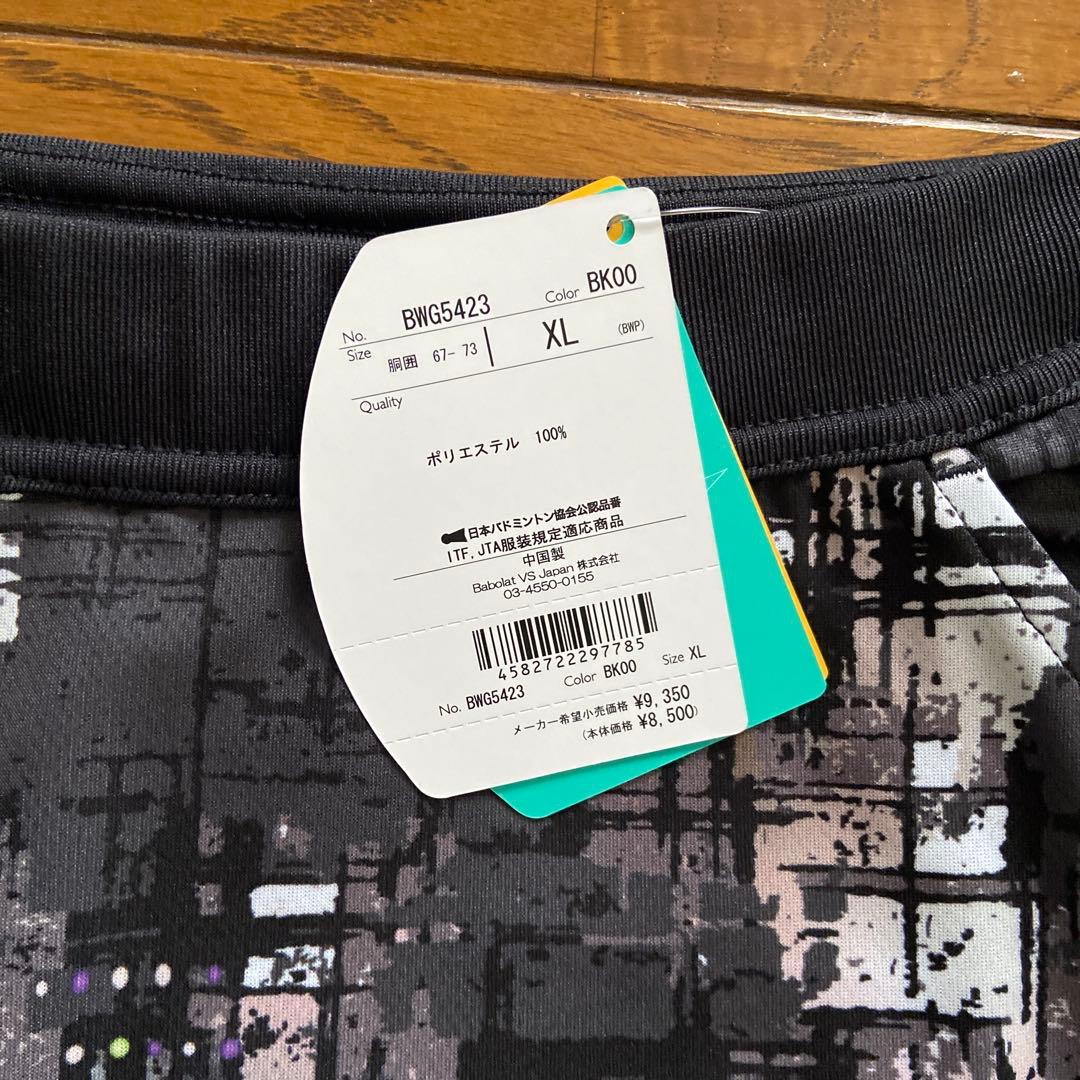 No. BWG5423 Color BK00
Size 胴囲 67- 73 XL (BWP)
Quality
ポリエステル 100%
日本バドミントン協会公認品番
ITF,JTA服装規定適応商品
中国製
Babolat VS Japan 株式会社
03-4550-0155
4582722297785
No. BWG5423 Color BK00 Size XL
メーカー希望小売価格 ¥9,350
(本体価格 ¥8,500)